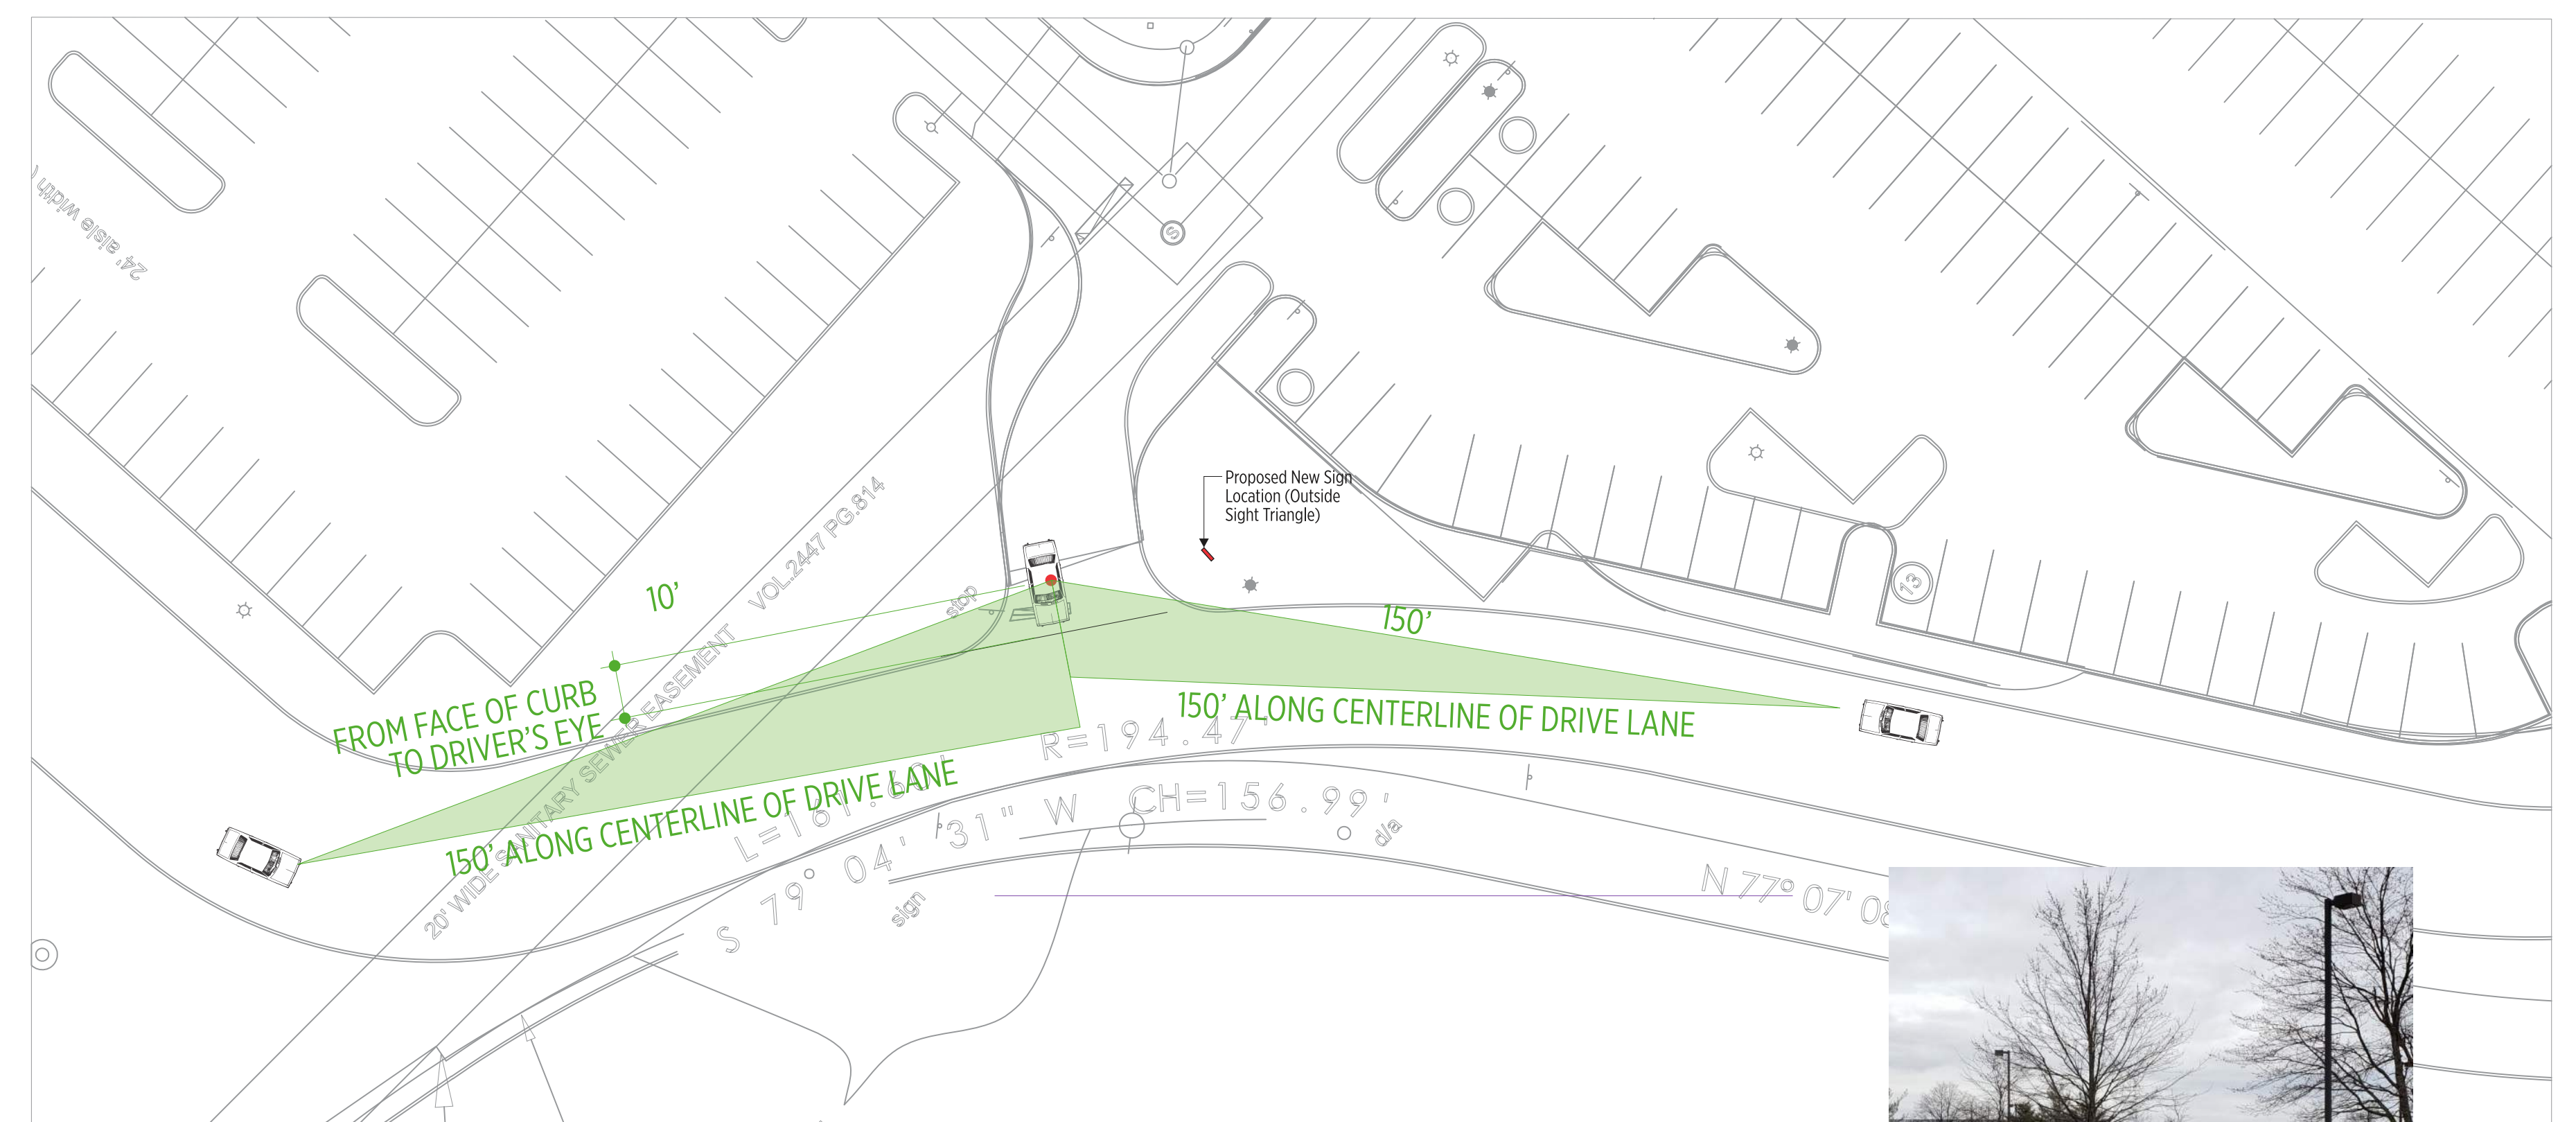 24' aisle width (
S
Proposed New Sign
Location (Outside
Sight Triangle)
VOL.2447 PG.814
20' WIDE SANITARY SEWER EASEMENT
stop
10’
13
150’
FROM FACE OF CURB
TO DRIVER’S EYE
150’ ALONG CENTERLINE OF DRIVE LANE
R=194.47'
150’ ALONG CENTERLINE OF DRIVE LANE
L=161.60'
S 79° 04' 31" W
CH=156.99'
d/a
sign
N 77° 07' 08